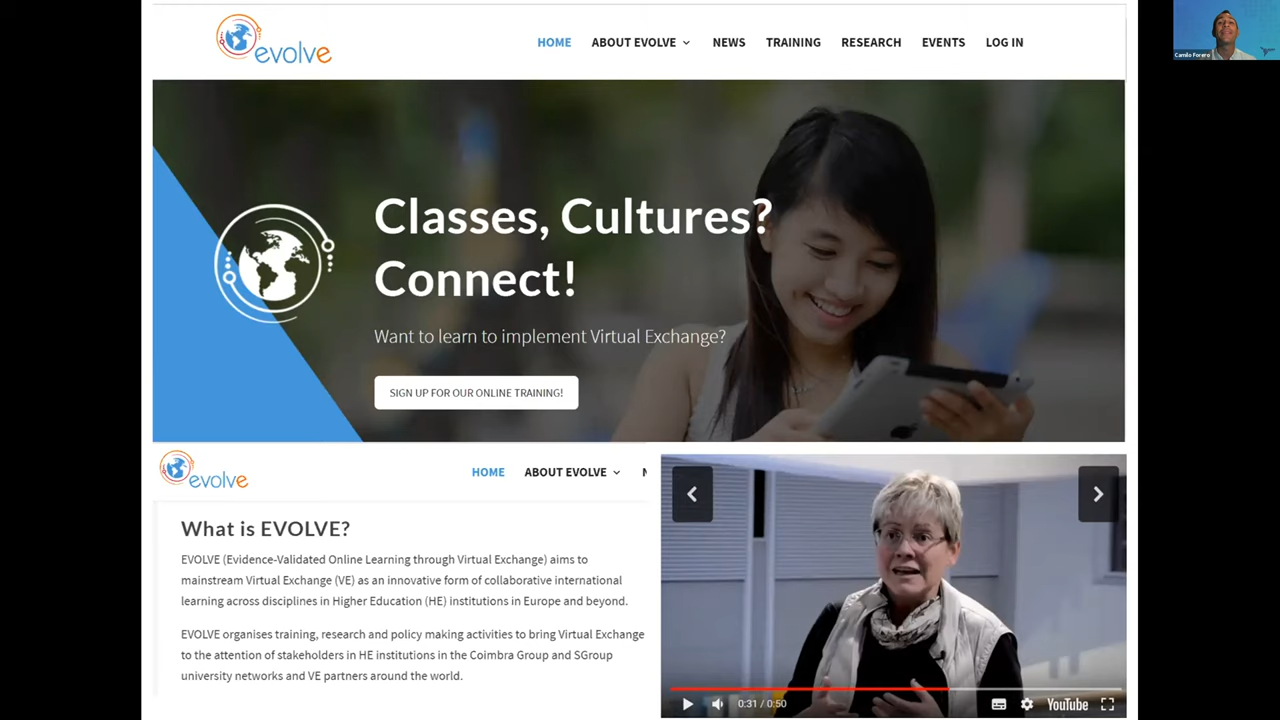 evolve
HOME ABOUT EVOLVE NEWS TRAINING RESEARCH EVENTS LOG IN
Camilo Forero
Classes, Cultures?
Connect!
Want to learn to implement Virtual Exchange?
SIGN UP FOR OUR ONLINE TRAINING!
evolve
HOME ABOUT EVOLVE
What is EVOLVE?
EVOLVE (Evidence-Validated Online Learning through Virtual Exchange) aims to
mainstream Virtual Exchange (VE) as an innovative form of collaborative international
learning across disciplines in Higher Education (HE) institutions in Europe and beyond.
EVOLVE organises training, research and policy making activities to bring Virtual Exchange
to the attention of stakeholders in HE institutions in the Coimbra Group and SGroup
university networks and VE partners around the world.
0:31 / 0:50
YouTube